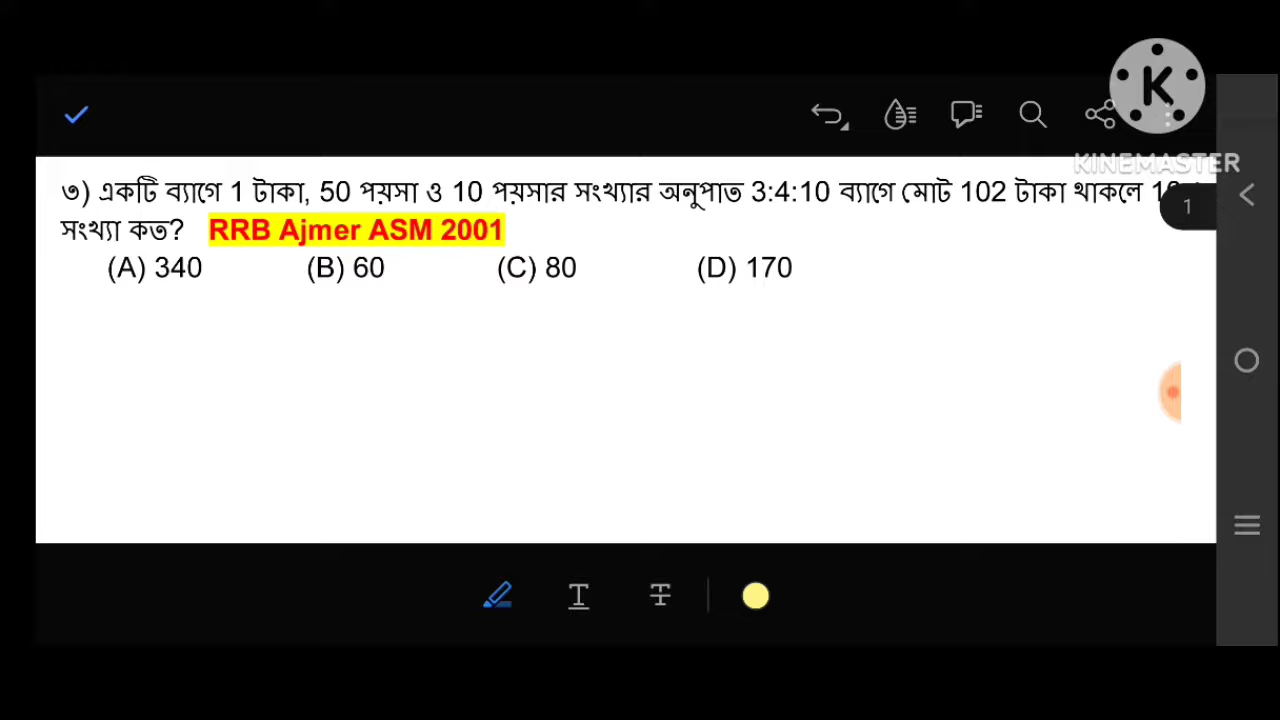 KINEMASTER
৩) একটি ব্যাগে 1 টাকা, 50 পয়সা ও 10 পয়সার সংখ্যার অনুপাত 3:4:10 ব্যাগে মোট 102 টাকা থাকলে
1
সংখ্যা কত? RRB Ajmer ASM 2001
(A) 340 (B) 60 (C) 80 (D) 170